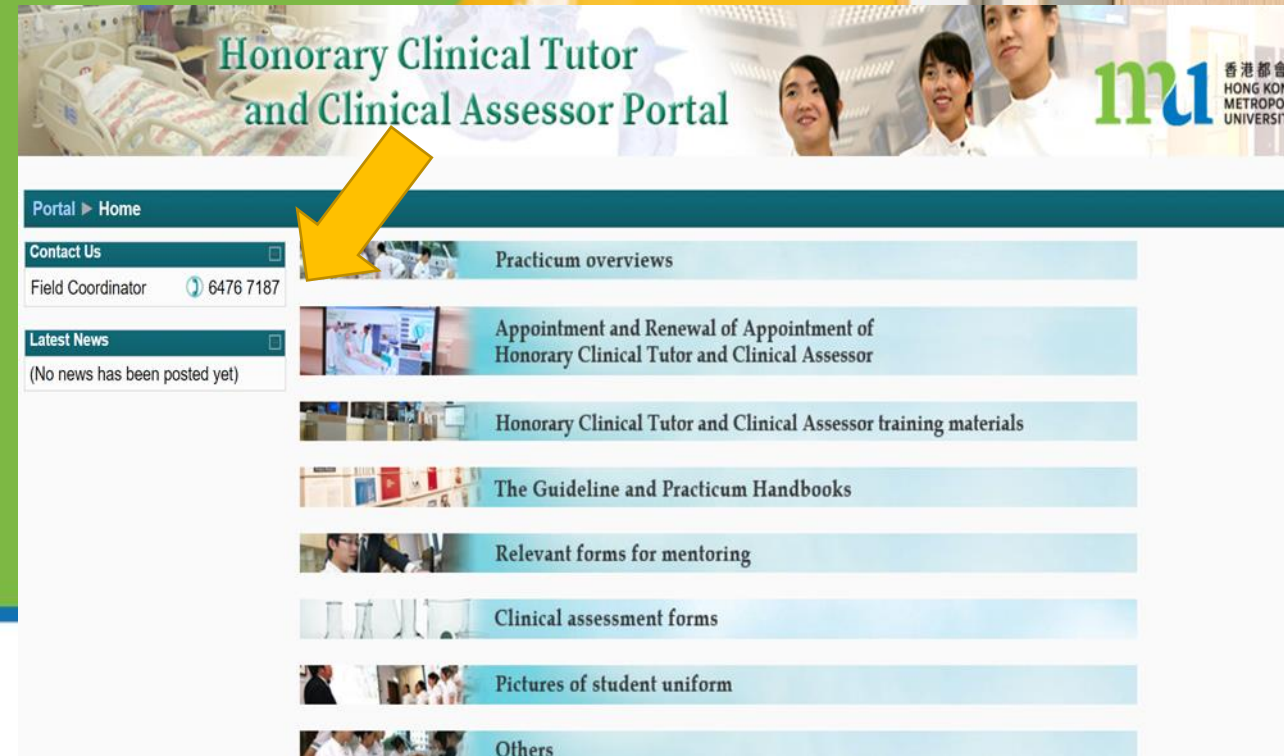 Honorary Clinical Tutor
and Clinical Assessor Portal
香港都會
HONG KON
METROPO
UNIVERSIT
Portal ▶ Home
Contact Us
Field Coordinator 6476 7187
Latest News
(No news has been posted yet)
Practicum overviews
Appointment and Renewal of Appointment of
Honorary Clinical Tutor and Clinical Assessor
Honorary Clinical Tutor and Clinical Assessor training materials
The Guideline and Practicum Handbooks
Relevant forms for mentoring
Clinical assessment forms
Pictures of student uniform
Others